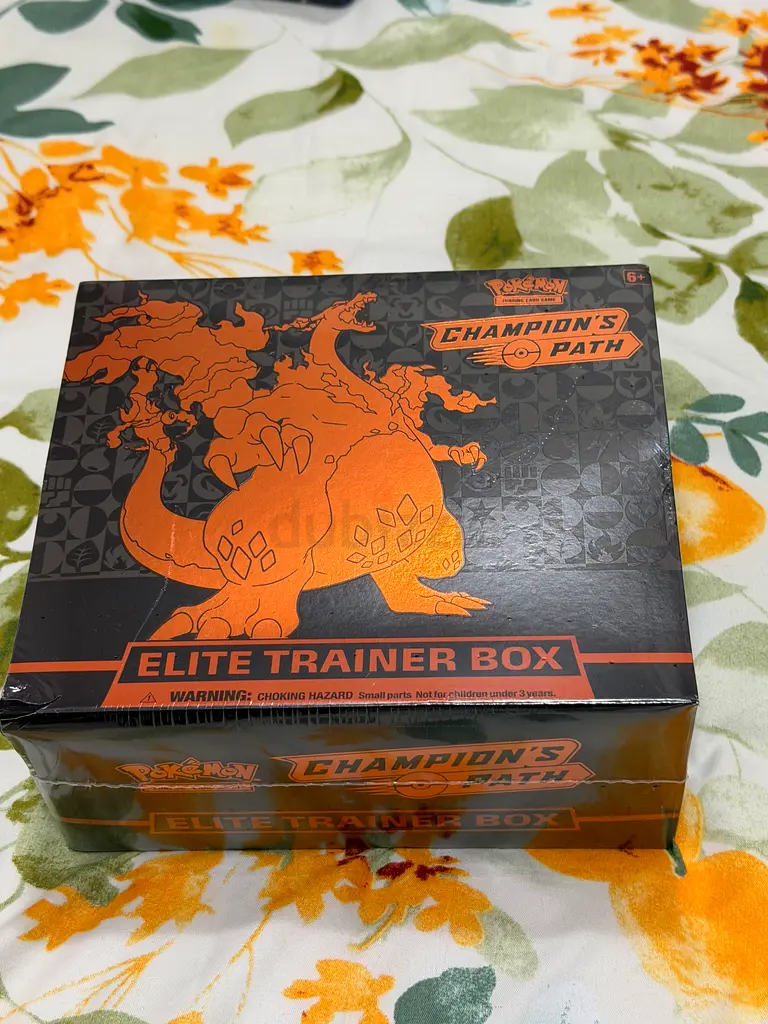 6+
POKéMON
TRADING CARD GAME
CHAMPION'S
PATH
ELITE TRAINER BOX
WARNING: CHOKING HAZARD Small parts Not for children under 3 years.
POKéMON
CHAMPION'S
PATH
ELITE TRAINER BOX